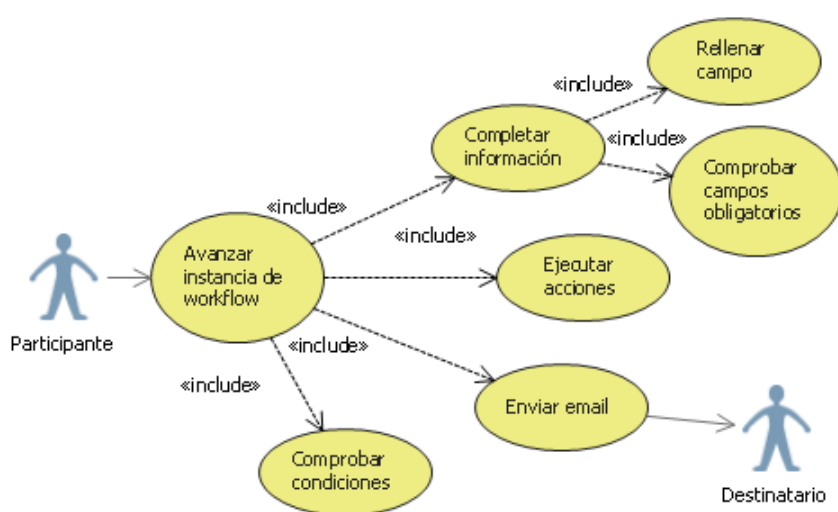 Rellenar
campo
«include»
Completar
información
«include»
Comprobar
campos
obligatorios
«include»
«include»
Avanzar
instancia de
workflow
Ejecutar
acciones
Participante
«include»
«include»
Enviar email
Comprobar
condiciones
Destinatario